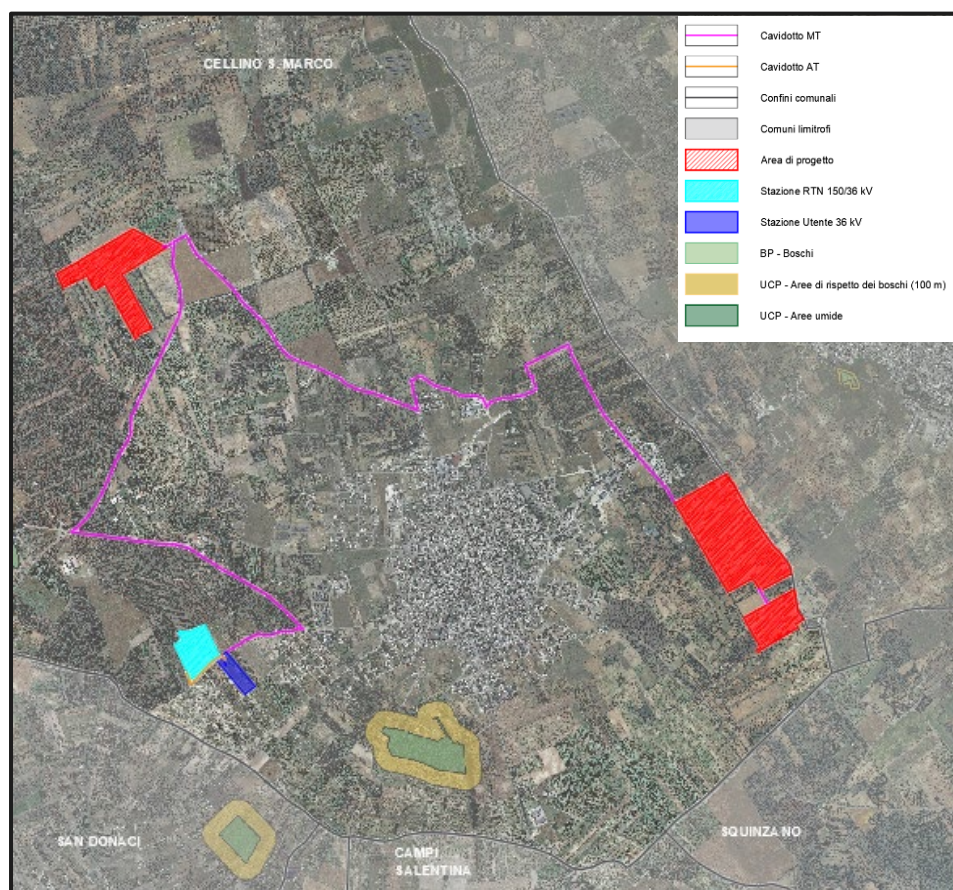 CELLINO S. MARCO
Cavidotto MT
Cavidotto AT
Confini comunali
Comuni limitrofi
Area di progetto
Stazione RTN 150/36 kV
Stazione Utente 36 kV
BP - Boschi
UCP - Aree di rispetto dei boschi (100 m)
UCP - Aree umide
SAN DONACI
CAMPI
SALENTINA
SQUINZANO